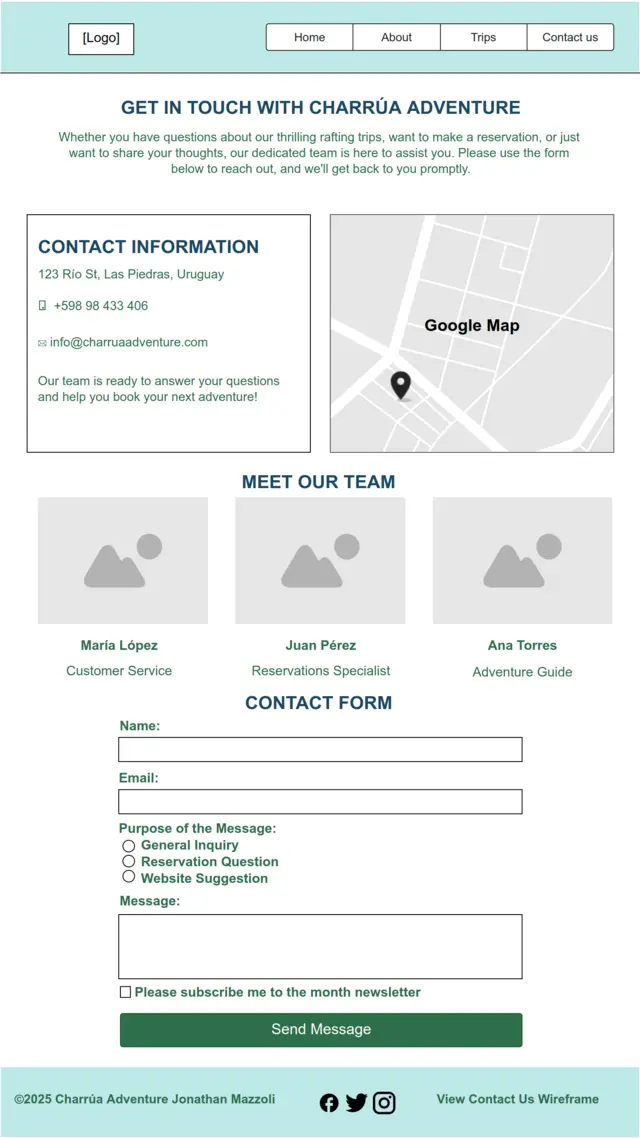 [Logo]
Home
About
Trips
Contact us
GET IN TOUCH WITH CHARRÚA ADVENTURE
Whether you have questions about our thrilling rafting trips, want to make a reservation, or just
want to share your thoughts, our dedicated team is here to assist you. Please use the form
below to reach out, and we'll get back to you promptly.
CONTACT INFORMATION
123 Río St, Las Piedras, Uruguay
+598 98 433 406
info@charruaadventure.com
Our team is ready to answer your questions
and help you book your next adventure!
Google Map
MEET OUR TEAM
María López
Customer Service
Juan Pérez
Reservations Specialist
Ana Torres
Adventure Guide
CONTACT FORM
Name:
Email:
Purpose of the Message:
General Inquiry
Reservation Question
Website Suggestion
Message:
Please subscribe me to the month newsletter
Send Message
©2025 Charrúa Adventure Jonathan Mazzoli
View Contact Us Wireframe